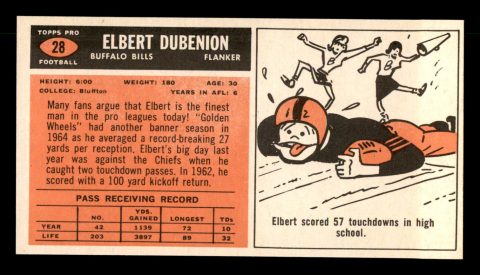 TOPPS PRO
28
FOOTBALL
ELBERT DUBENION
BUFFALO BILLS FLANKER
HEIGHT: 6:00 WEIGHT: 180 AGE: 30
COLLEGE: Bluffton YEARS IN AFL: 6
Many fans argue that Elbert is the finest
man in the pro leagues today! "Golden
Wheels" had another banner season in
1964 as he averaged a record-breaking 27
yards per reception. Elbert's big day last
year was against the Chiefs when he
caught two touchdown passes. In 1962, he
scored with a 100 yard kickoff return.
PASS RECEIVING RECORD
NO. YDS. GAINED LONGEST TDs
YEAR 42 1139 72 10
LIFE 203 3897 89 32
B
B
12
Elbert scored 57 touchdowns in high
school.